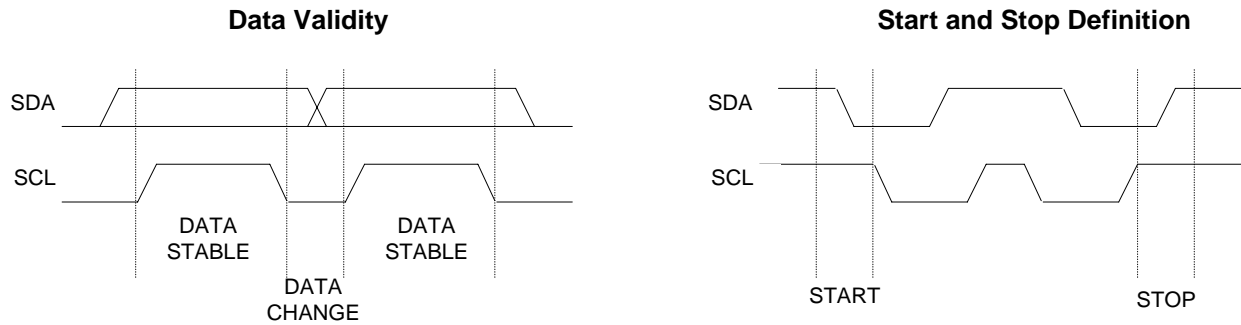 Data Validity
SDA
SCL
DATA
STABLE
DATA
STABLE
DATA
CHANGE
Start and Stop Definition
SDA
SCL
START
STOP